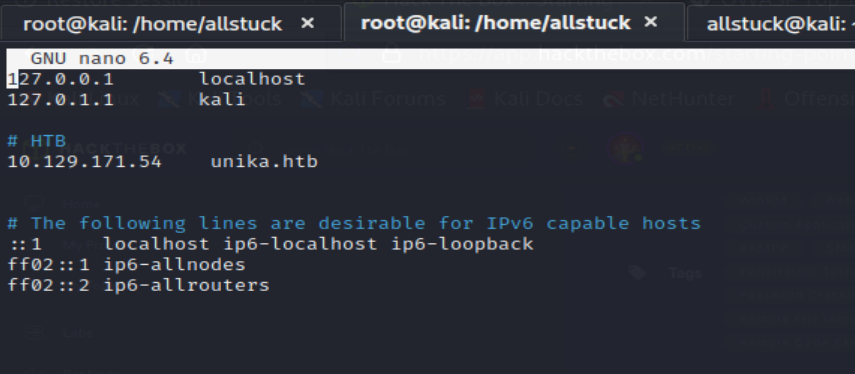 root@kali: /home/allstuck × root@kali: /home/allstuck × allstuck@kali: ~
GNU nano 6.4
127.0.0.1 localhost
127.0.1.1 kali
# HTB
10.129.171.54 unika.htb
# The following lines are desirable for IPv6 capable hosts
::1 localhost ip6-localhost ip6-loopback
ff02::1 ip6-allnodes
ff02::2 ip6-allrouters